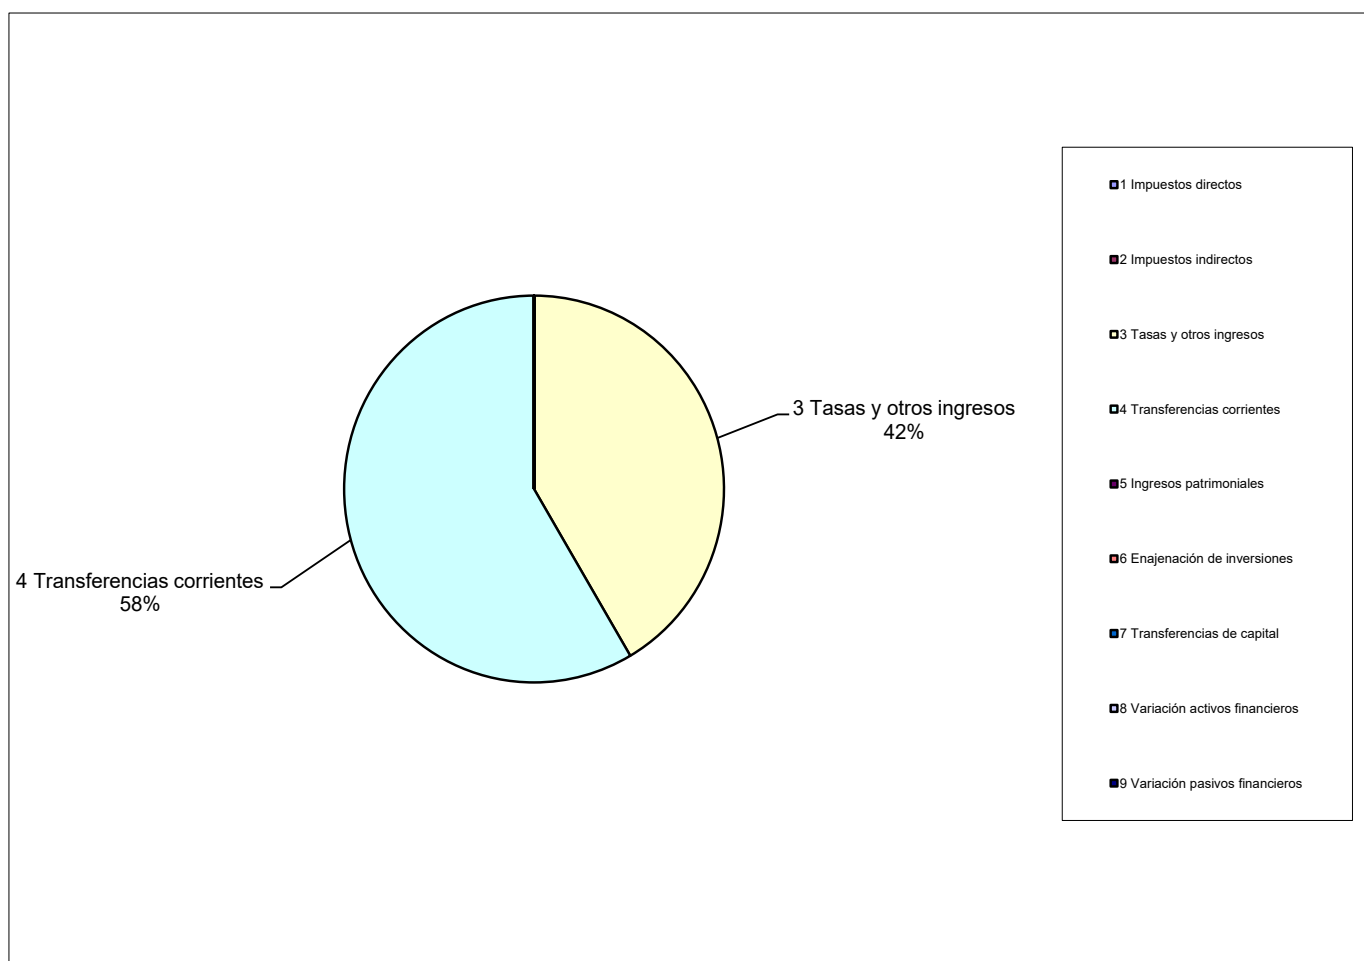 3 Tasas y otros ingresos
42%
4 Transferencias corrientes
58%
1 Impuestos directos
2 Impuestos indirectos
3 Tasas y otros ingresos
4 Transferencias corrientes
5 Ingresos patrimoniales
6 Enajenación de inversiones
7 Transferencias de capital
8 Variación activos financieros
9 Variación pasivos financieros